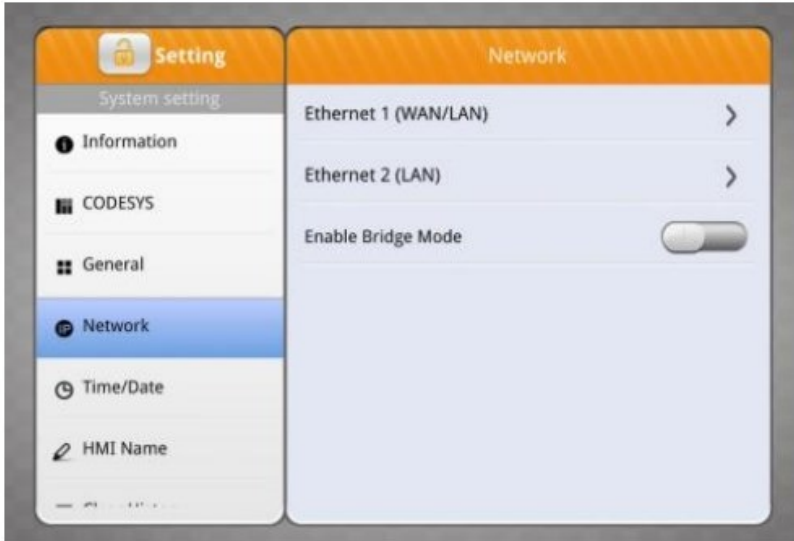 Setting
System setting
Information
CODESYS
General
Network
Time/Date
HMI Name
Network
Ethernet 1 (WAN/LAN)
Ethernet 2 (LAN)
Enable Bridge Mode